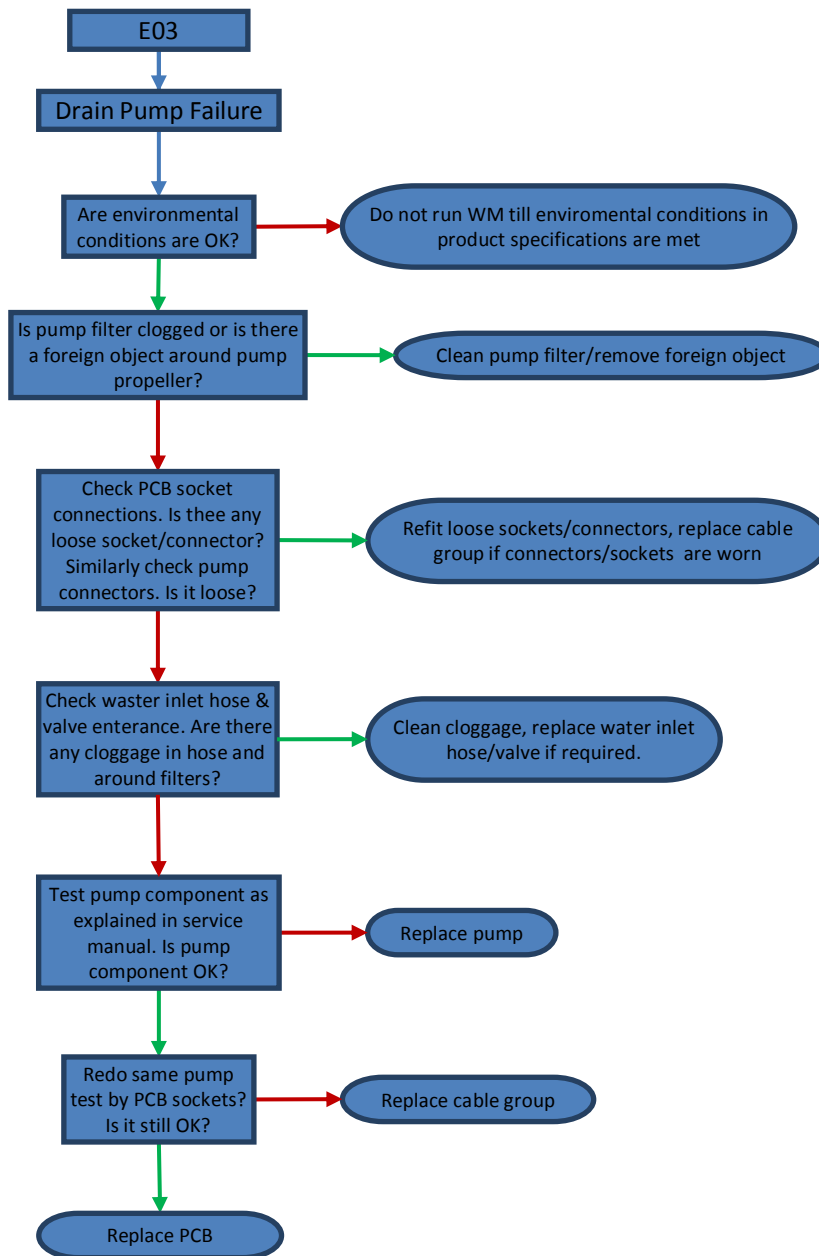 E03
Drain Pump Failure
Are environmental
conditions are OK?
Do not run WM till enviromental conditions in
product specifications are met
Is pump filter clogged or is there
a foreign object around pump
propeller?
Clean pump filter/remove foreign object
Check PCB socket
connections. Is thee any
loose socket/connector?
Similarly check pump
connectors. Is it loose?
Refit loose sockets/connectors, replace cable
group if connectors/sockets are worn
Check waster inlet hose &
valve enterance. Are there
any cloggage in hose and
around filters?
Clean cloggage, replace water inlet
hose/valve if required.
Test pump component as
explained in service
manual. Is pump
component OK?
Replace pump
Redo same pump
test by PCB sockets?
Is it still OK?
Replace cable group
Replace PCB